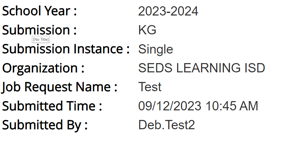 School Year : 2023-2024
Submission : KG
Submission Instance : Single
Organization : SEDS LEARNING ISD
Job Request Name : Test
Submitted Time : 09/12/2023 10:45 AM
Submitted By : Deb.Test2